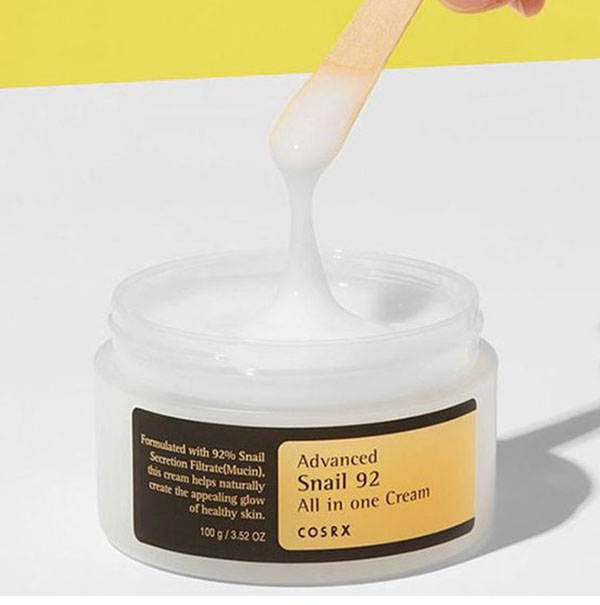 Formulated with 92% Snail
Secretion Filtrate(Mucin),
this cream helps naturally
create the appealing glow
of healthy skin.
100 g / 3.52 OZ
Advanced
Snail 92
All in one Cream
COSRX